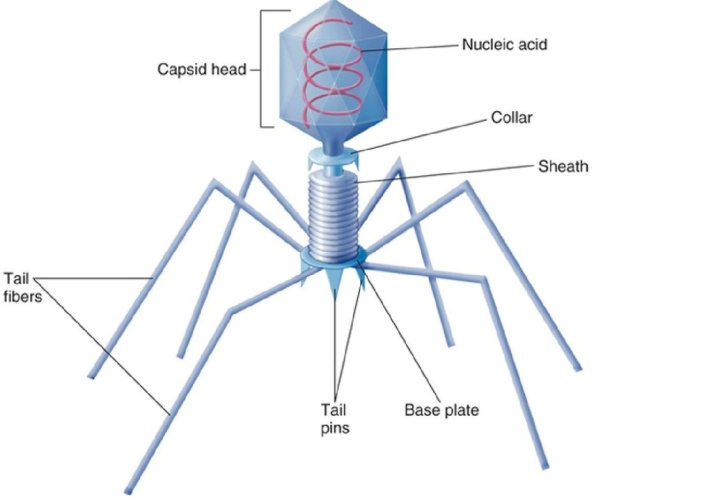 Nucleic acid
Capsid head
Collar
Sheath
Tail
fibers
Tail
pins
Base plate